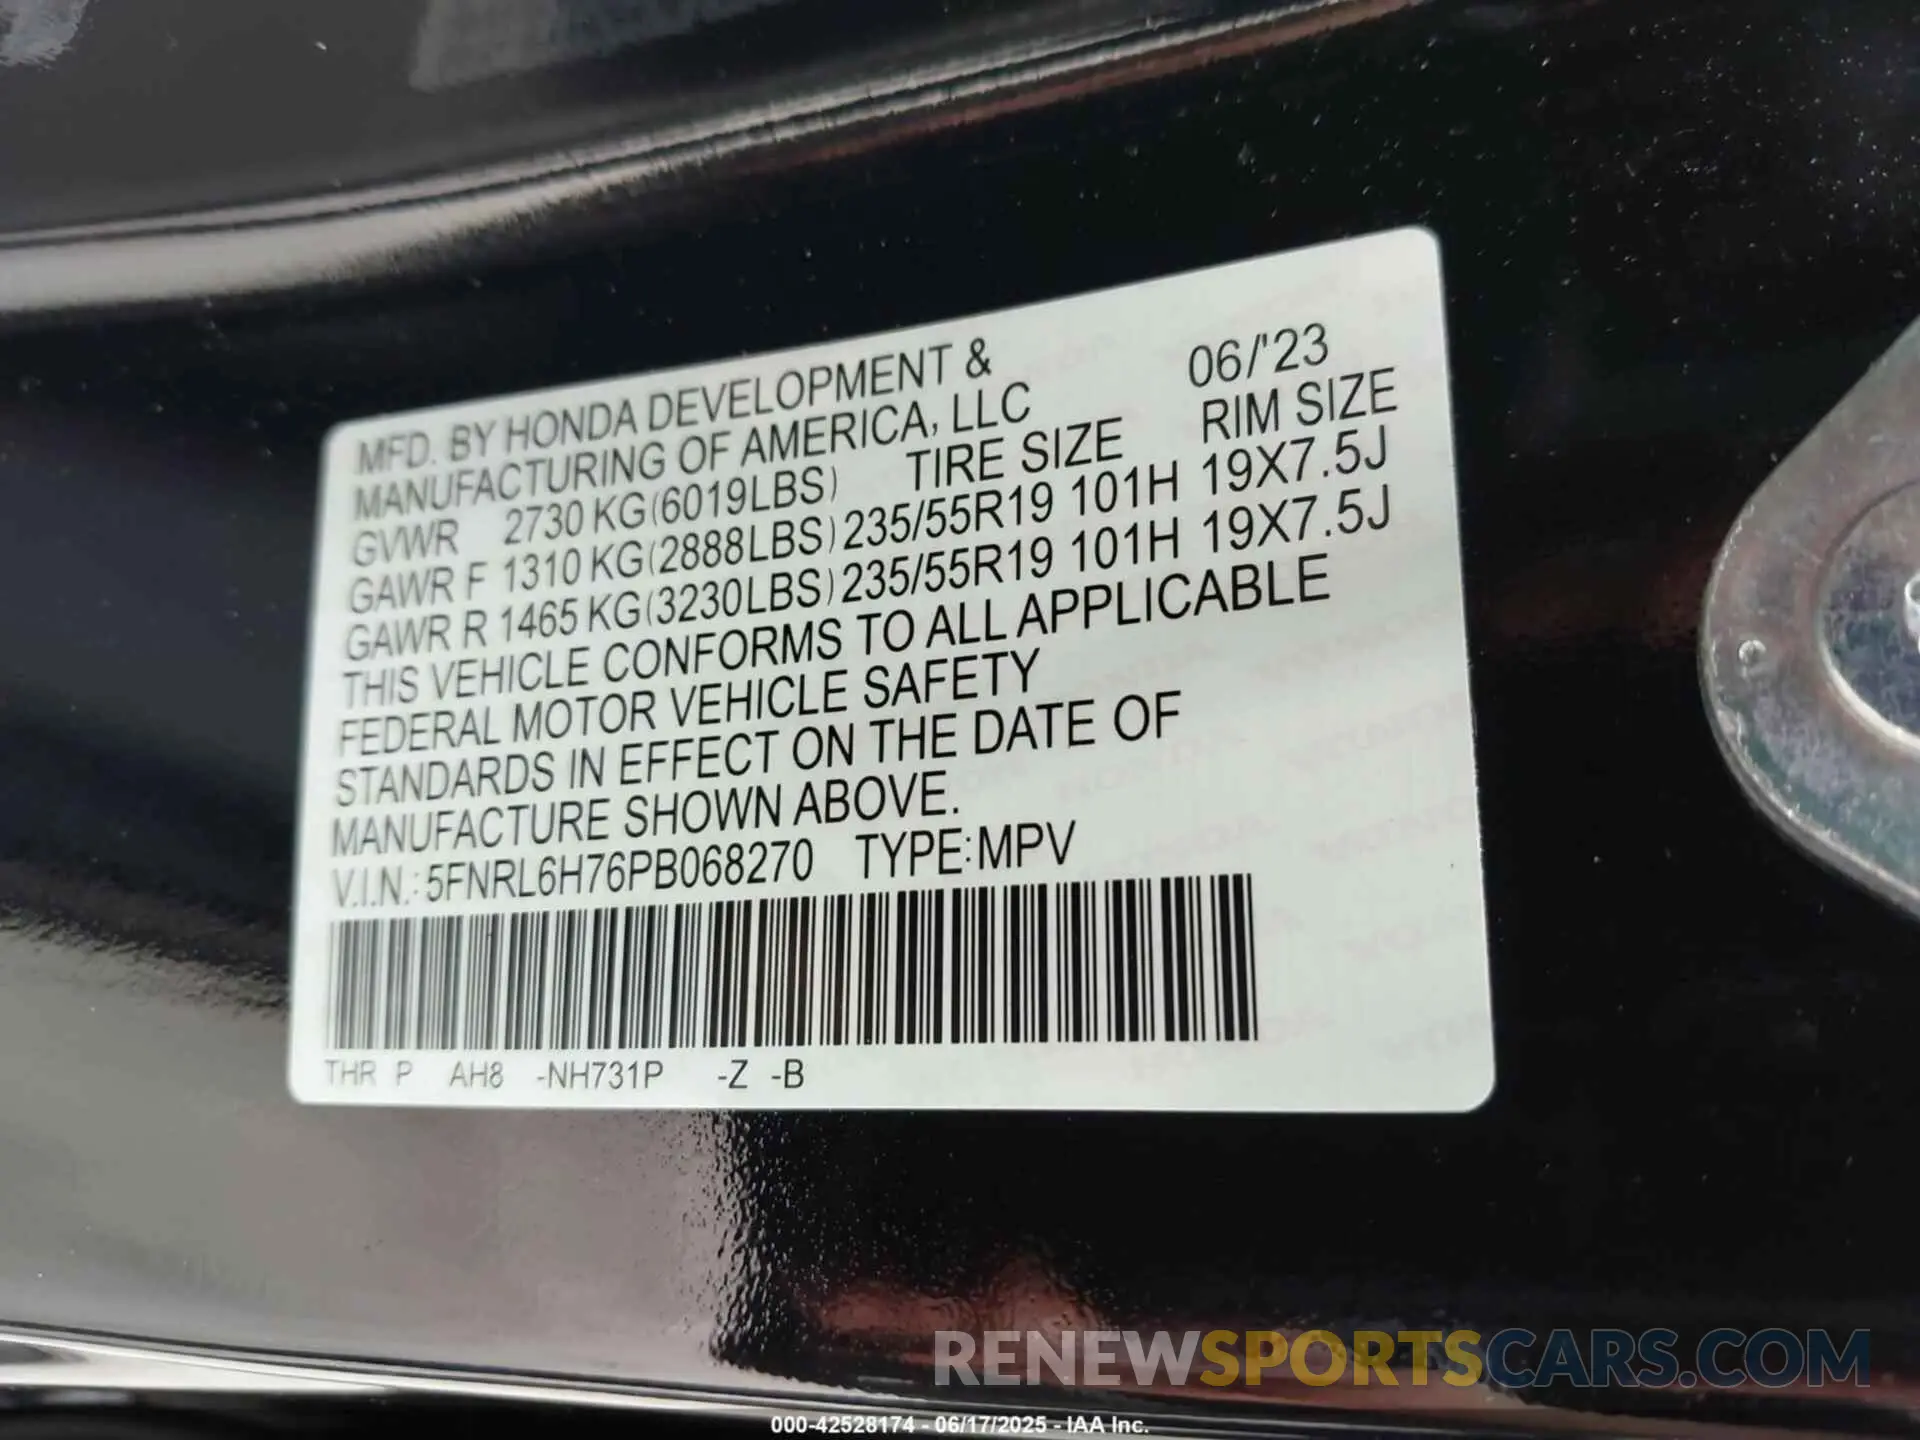 MFD. BY HONDA DEVELOPMENT & 06/'23
MANUFACTURING OF AMERICA, LLC
GVWR 2730 KG(6019LBS) TIRE SIZE RIM SIZE
GAWR F 1310 KG(2888LBS) 235/55R19 101H 19X7.5J
GAWR R 1465 KG(3230LBS) 235/55R19 101H 19X7.5J
THIS VEHICLE CONFORMS TO ALL APPLICABLE
FEDERAL MOTOR VEHICLE SAFETY
STANDARDS IN EFFECT ON THE DATE OF
MANUFACTURE SHOWN ABOVE.
V.I.N.: 5FNRL6H76PB068270 TYPE:MPV
THR P AH8 -NH731P -Z -B
RENEWSPORTSCARS.COM
000-42528174 - 06/17/2025 - IAA Inc.